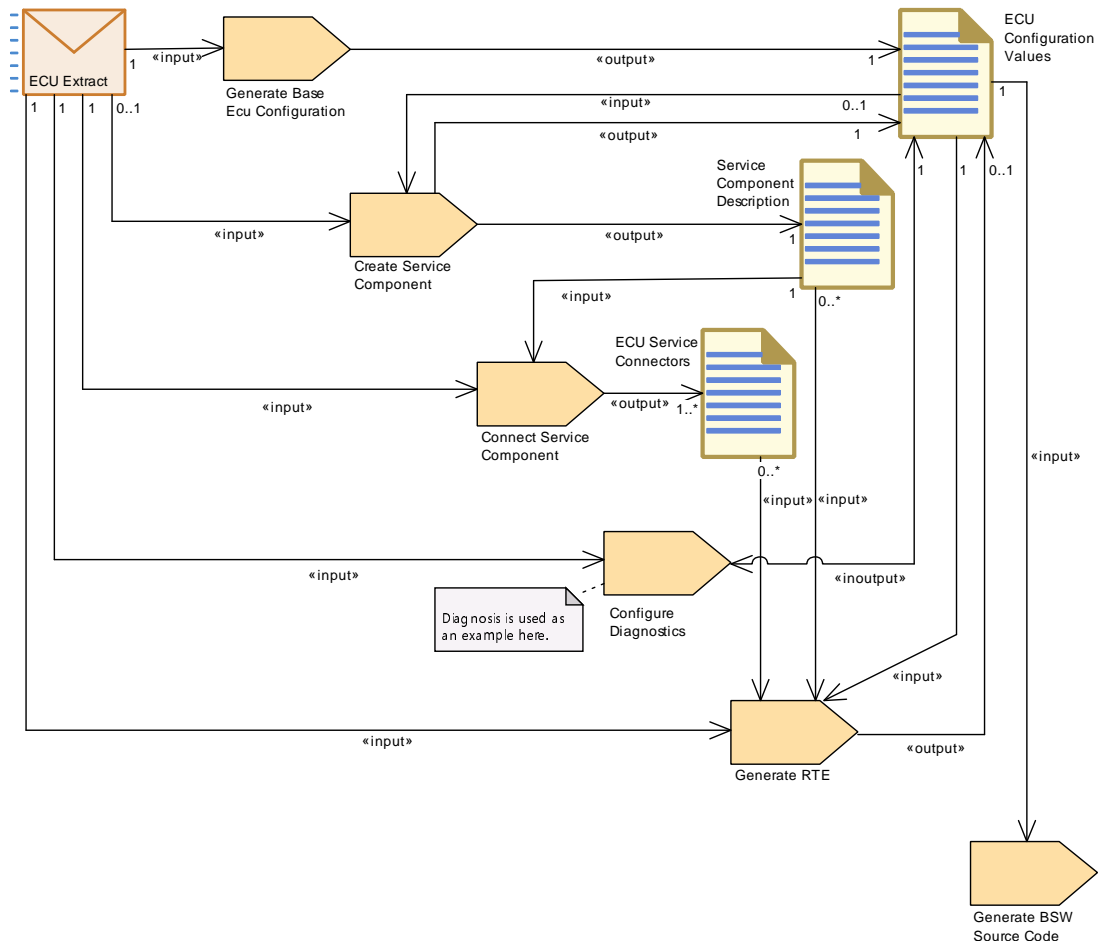 ECU
Configuration
Values
ECU Extract
1
«input»
Generate Base
Ecu Configuration
«output»
1
1
1
1
1
0..1
«input»
0..1
«output»
1
1
1
0..1
Service
Component
Description
«input»
Create Service
Component
«output»
1
«input»
1
0..*
ECU Service
Connectors
«input»
Connect Service
Component
«output»
1..*
0..*
«input»
«input»
«input»
«input»
Configure
Diagnostics
«inoutput»
Diagnosis is used as
an example here.
«input»
«input»
Generate RTE
«output»
Generate BSW
Source Code